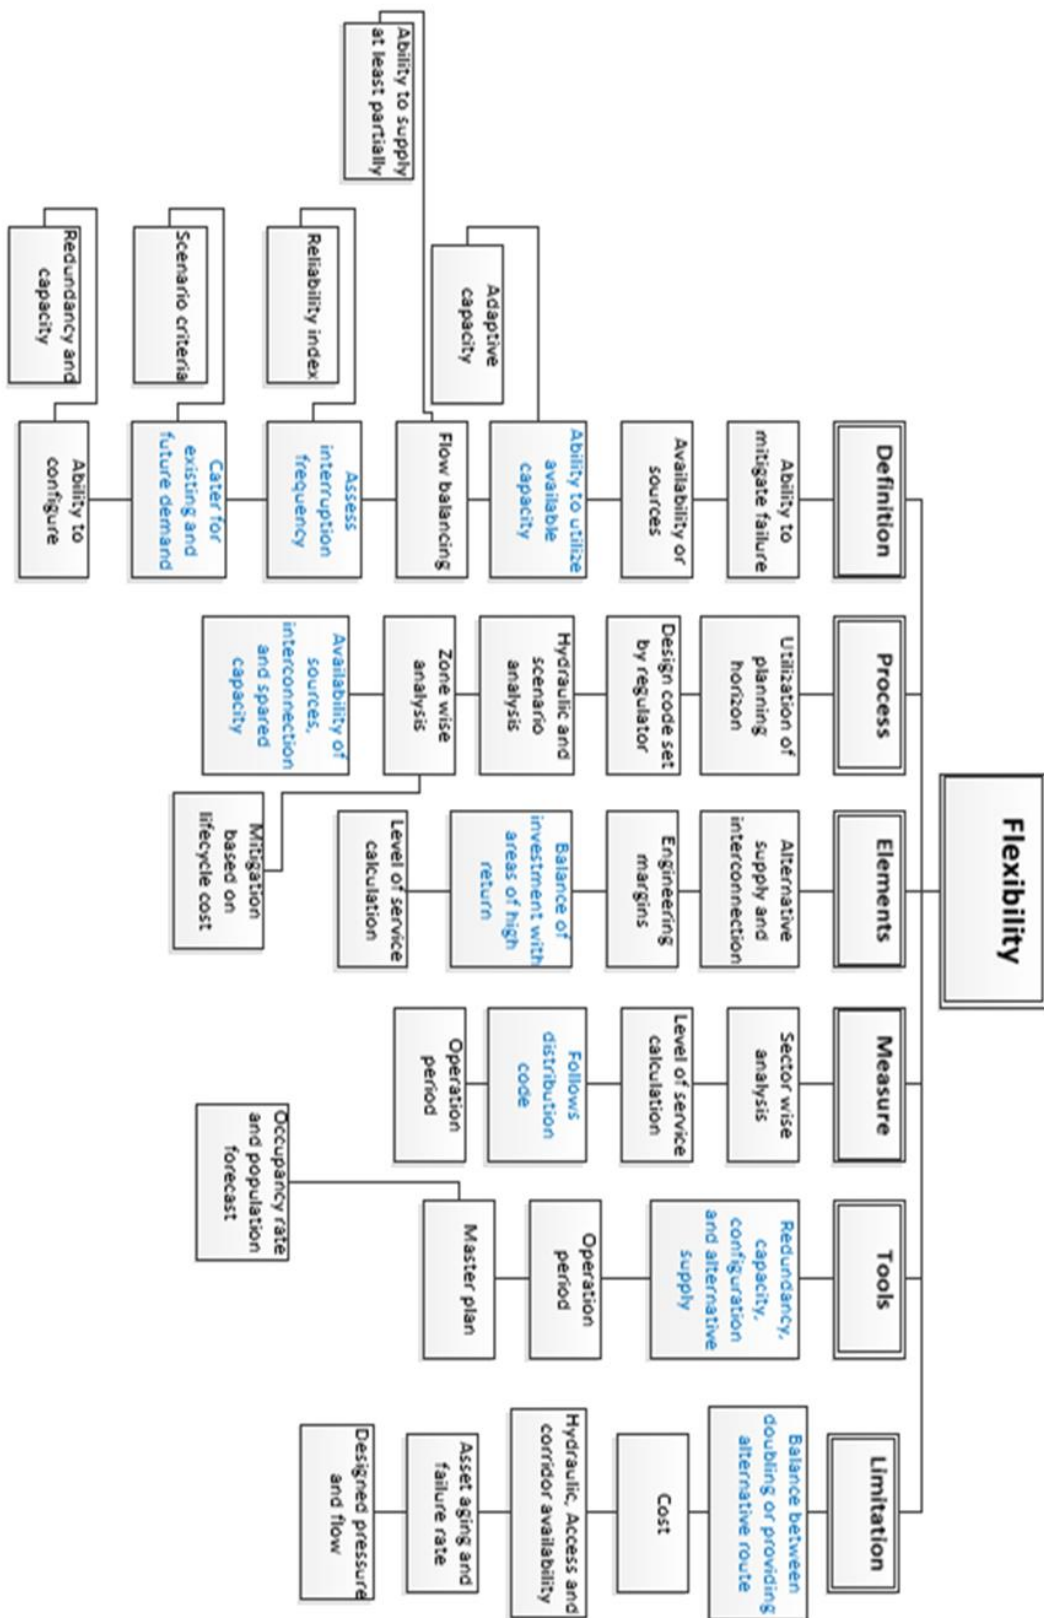 Flexibility
Definition
Ability to
mitigate failure
Availability or
sources
Ability to utilize
available
capacity
Adaptive
capacity
Flow balancing
Ability to supply
at least partially
Assess
interruption
frequency
Reliability index
Cater for
existing and
future demand
Scenario criteria
Ability to
configure
Redundancy and
capacity
Process
Utilization of
planning
horizon
Design code set
by regulator
Hydraulic and
scenario
analysis
Zone wise
analysis
Availability of
sources,
interconnection
and spared
capacity
Mitigation
based on
lifecycle cost
Elements
Alternative
supply and
interconnection
Engineering
margins
Balance of
investment with
areas of high
return
Level of service
calculation
Measure
Sector wise
analysis
Level of service
calculation
Follows
distribution
code
Operation
period
Tools
Redundancy,
capacity,
configuration
and alternative
supply
Operation
period
Master plan
Occupancy rate
and population
forecast
Limitation
Balance between
doubling or providing
alternative route
Cost
Hydraulic, Access and
corridor availability
Asset aging and
failure rate
Designed pressure
and flow